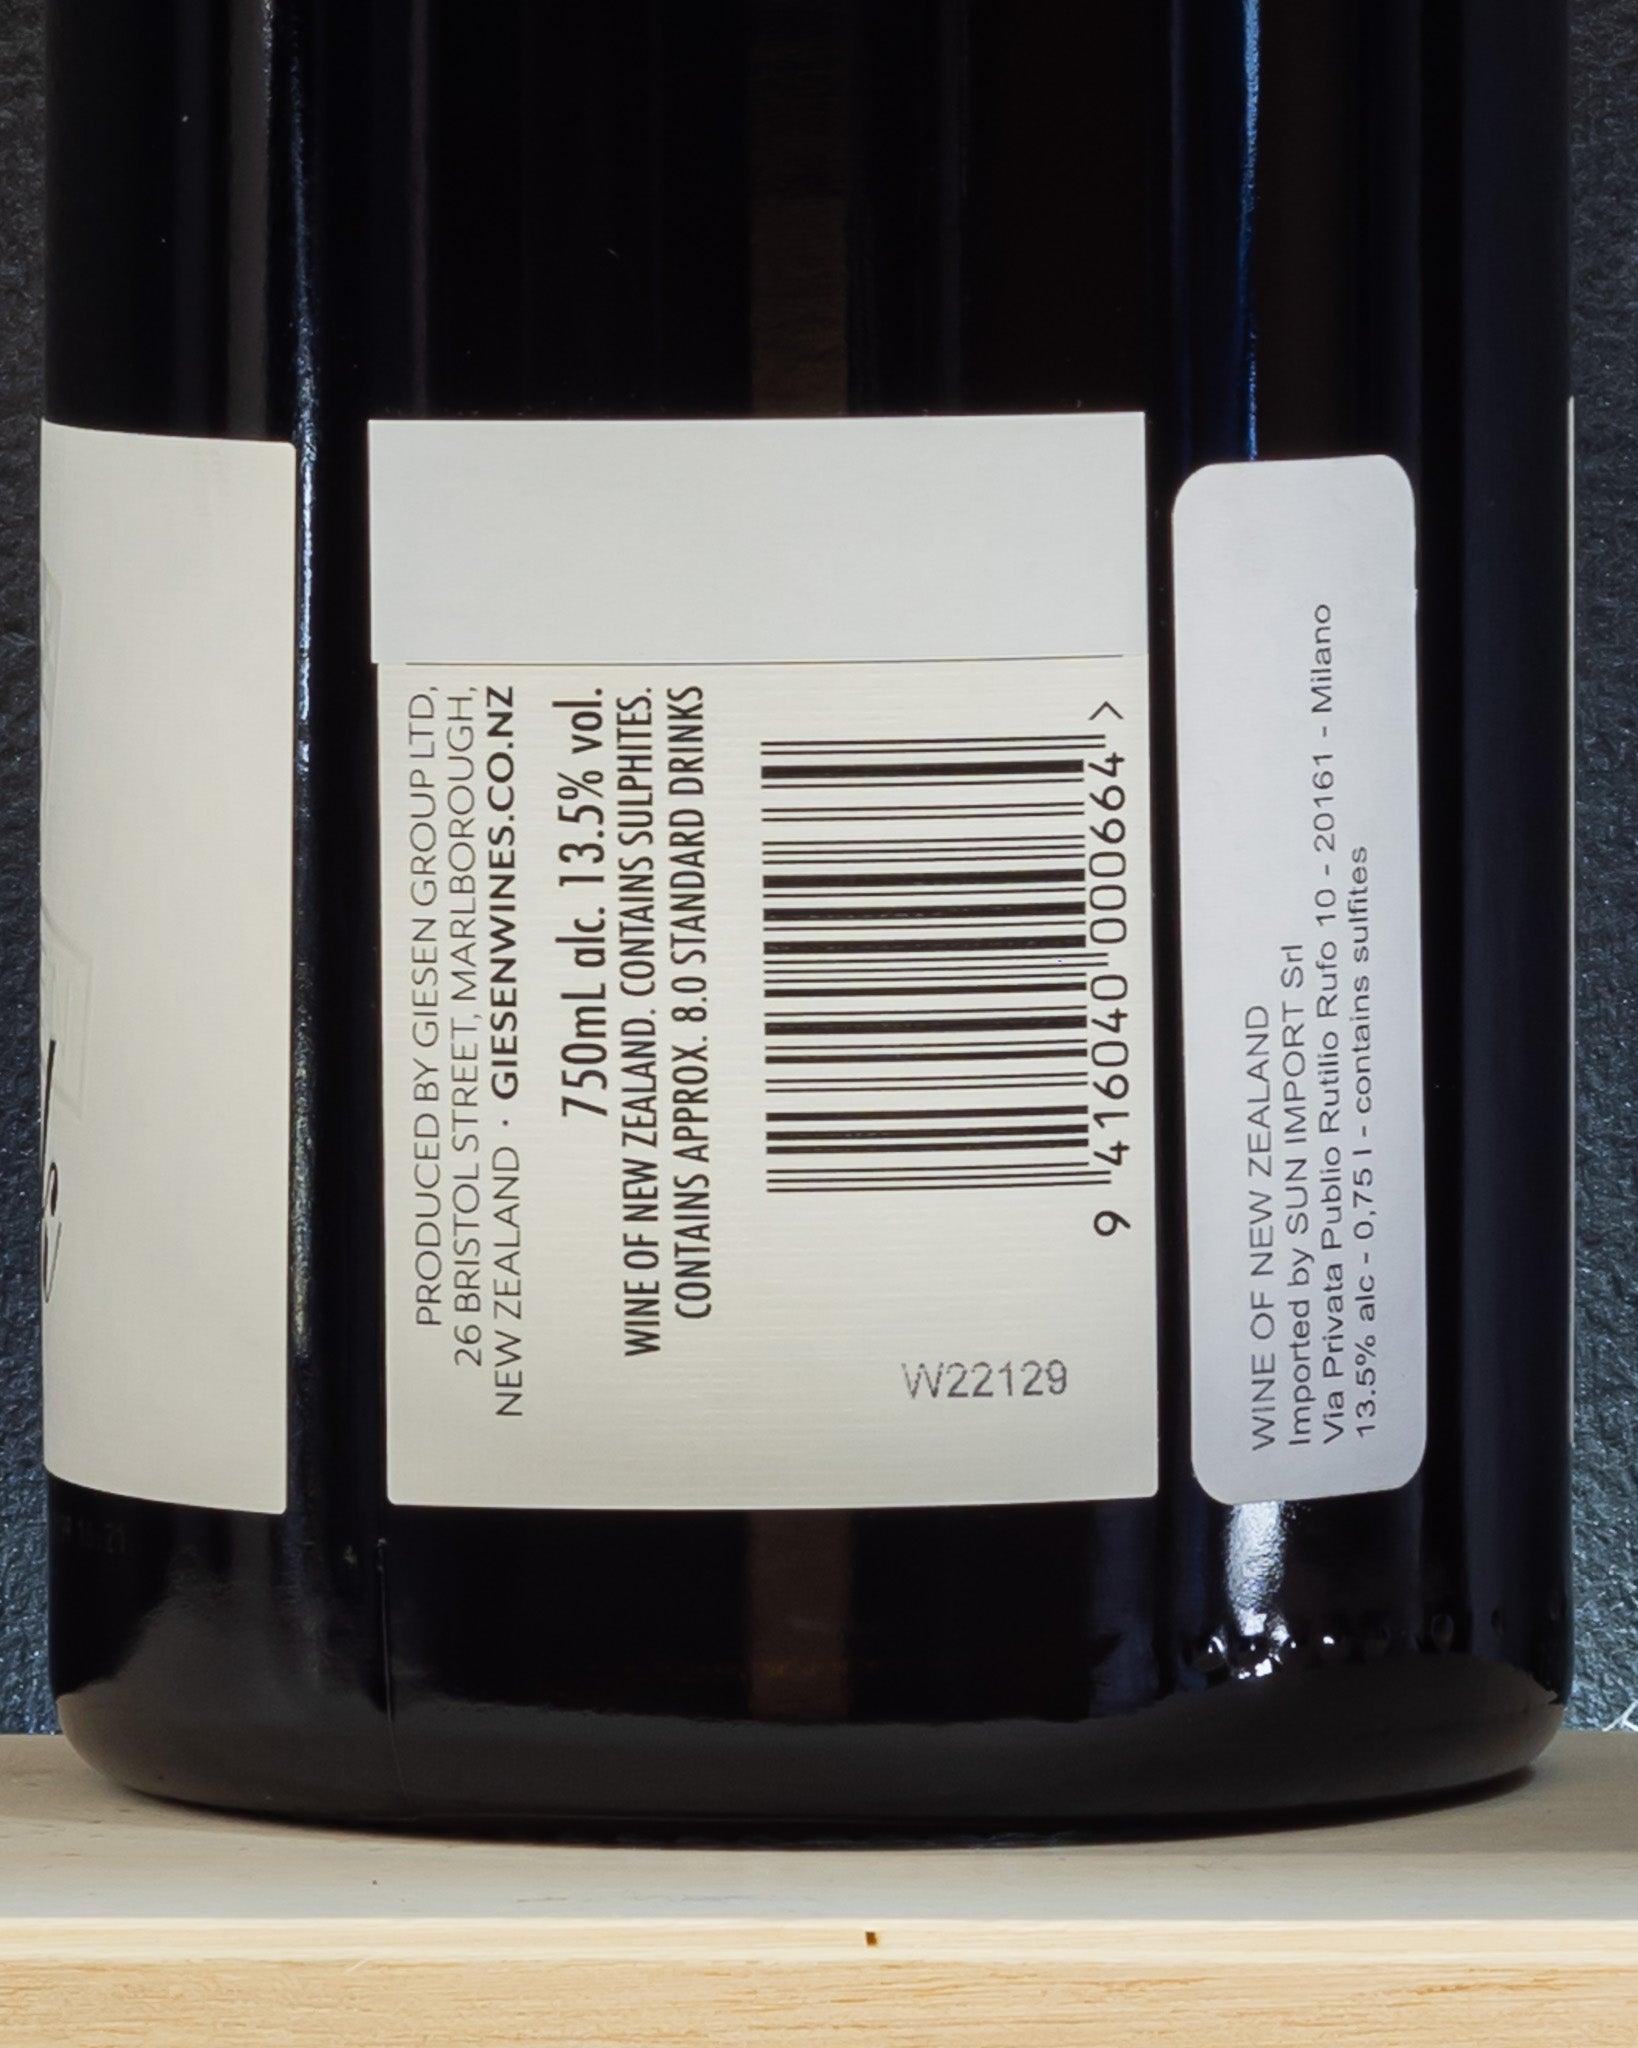 PRODUCED BY GIESEN GROUP LTD,
26 BRISTOL STREET, MARLBOROUGH,
NEW ZEALAND · GIESENWINES.CO.NZ
750mL alc. 13.5% vol.
WINE OF NEW ZEALAND. CONTAINS SULPHITES.
CONTAINS APPROX. 8.0 STANDARD DRINKS
9 416040 000664 >
W22129
WINE OF NEW ZEALAND
Imported by SUN IMPORT Srl
Via Privata Publio Rutilio Rufo 10 - 20161 - Milano
13.5% alc - 0,75 l - contains sulfites